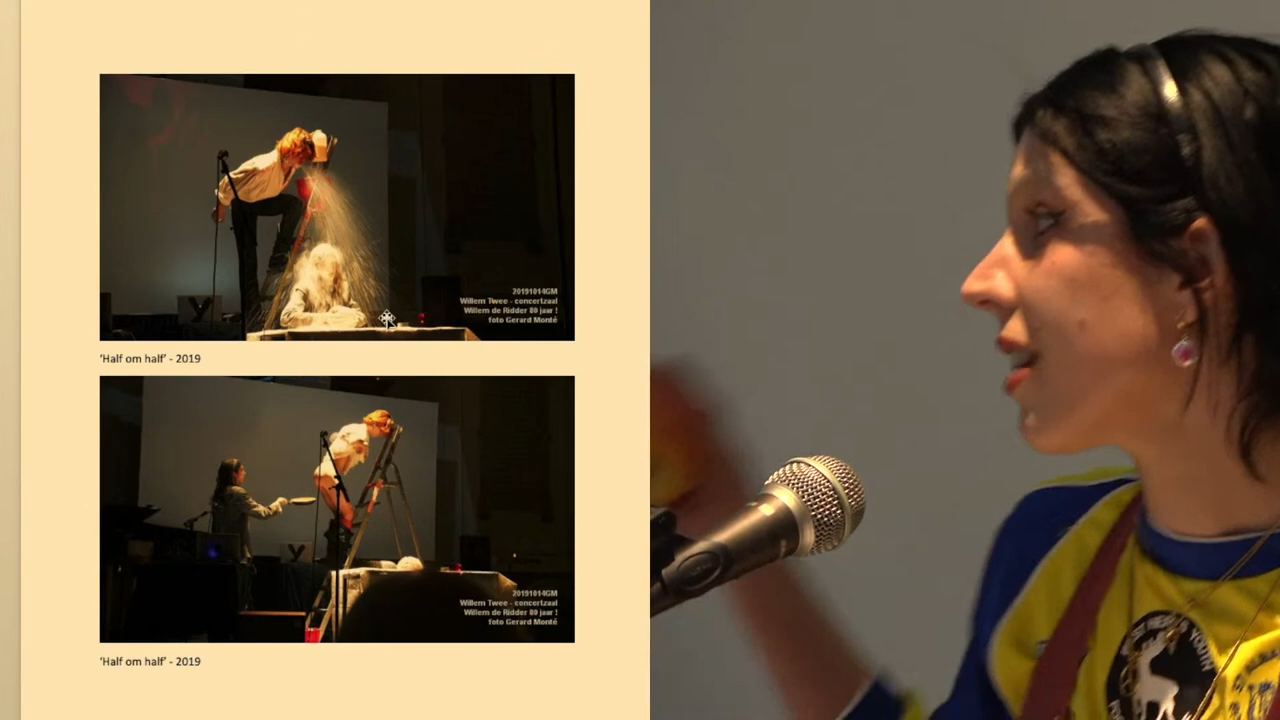 20191014GM
Willem Twee - concertzaal
Willem de Ridder 80 jaar !
foto Gerard Monté
'Half om half' - 2019
20191014GM
Willem Twee - concertzaal
Willem de Ridder 80 jaar !
foto Gerard Monté
'Half om half' - 2019
YOUTH